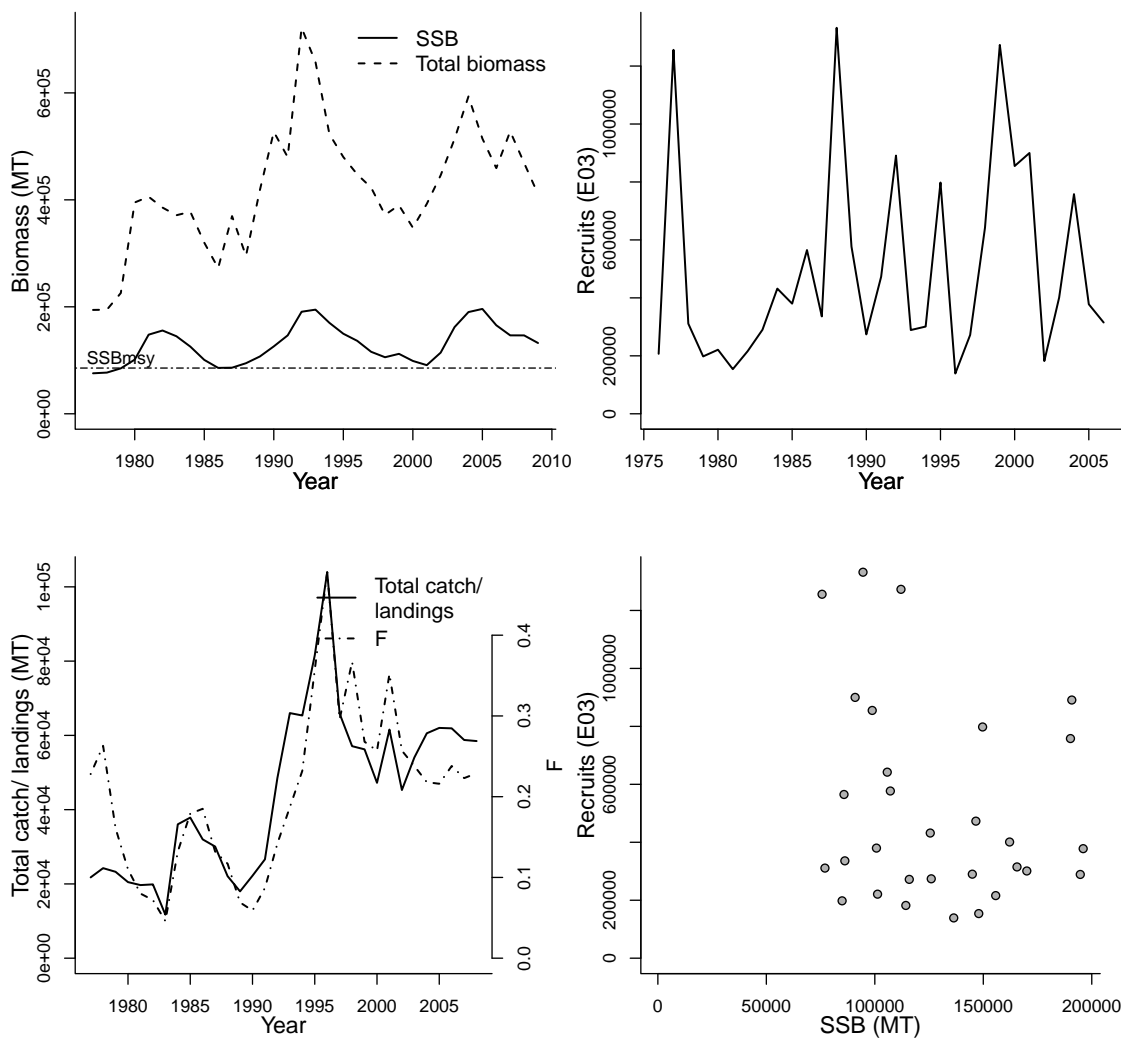 SSB
Total biomass
SSBmsy
Biomass (MT)
0e+00 2e+05 4e+05 6e+05
1980 1985 1990 1995 2000 2005 2010
Year
Recruits (E03)
0 200000 600000 1000000
1975 1980 1985 1990 1995 2000 2005
Year
Total catch/
landings
F
Total catch/ landings (MT)
0e+00 2e+04 4e+04 6e+04 8e+04 1e+05
0.0 0.1 0.2 0.3 0.4
F
1980 1985 1990 1995 2000 2005
Year
Recruits (E03)
0 200000 600000 1000000
0 50000 100000 150000 200000
SSB (MT)